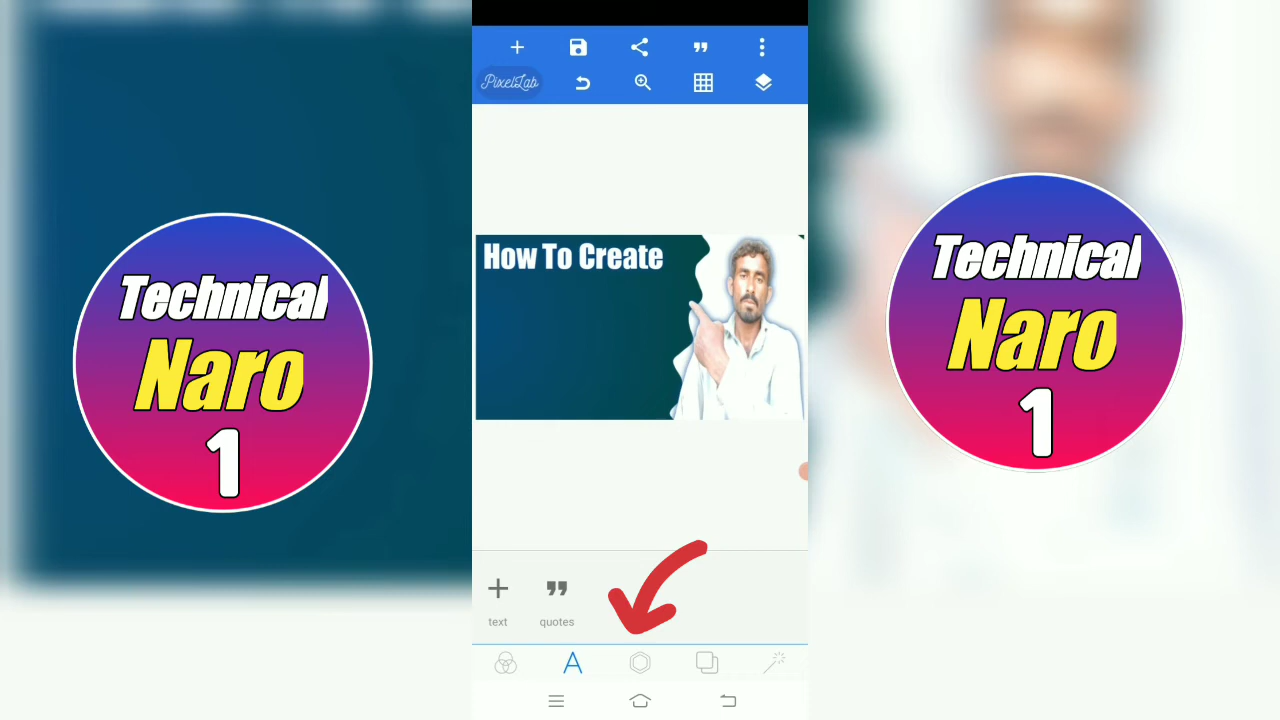 PixelLab
How To Create
Technical
Naro
1
Technical
Naro
1
text
quotes